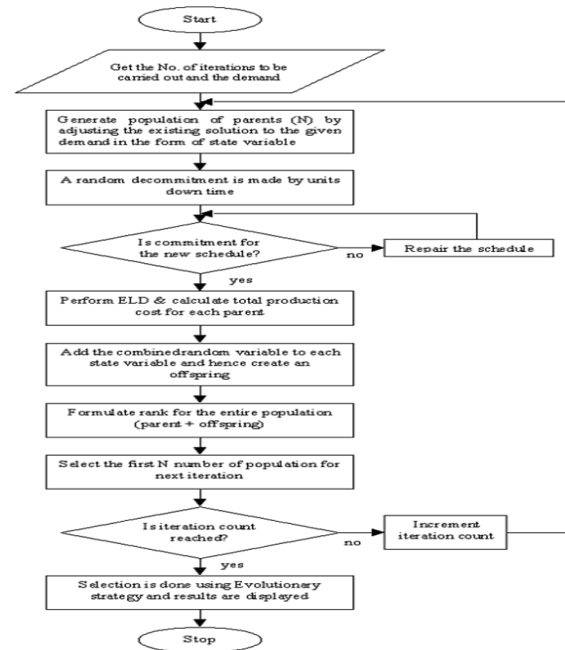 Start
Get the No. of iterations to be
carried out and the demand
Generate population of parents (N) by
adjusting the existing solution to the given
demand in the form of state variable
A random decommitment is made by units
down time
Is commitment for
the new schedule?
no
Repair the schedule
yes
Perform ELD & calculate total production
cost for each parent
Add the combinedrandom variable to each
state variable and hence create an
offspring
Formulate rank for the entire population
(parent + offspring)
Select the first N number of population for
next iteration
Is iteration count
reached?
no
Increment
iteration count
yes
Selection is done using Evolutionary
strategy and results are displayed
Stop